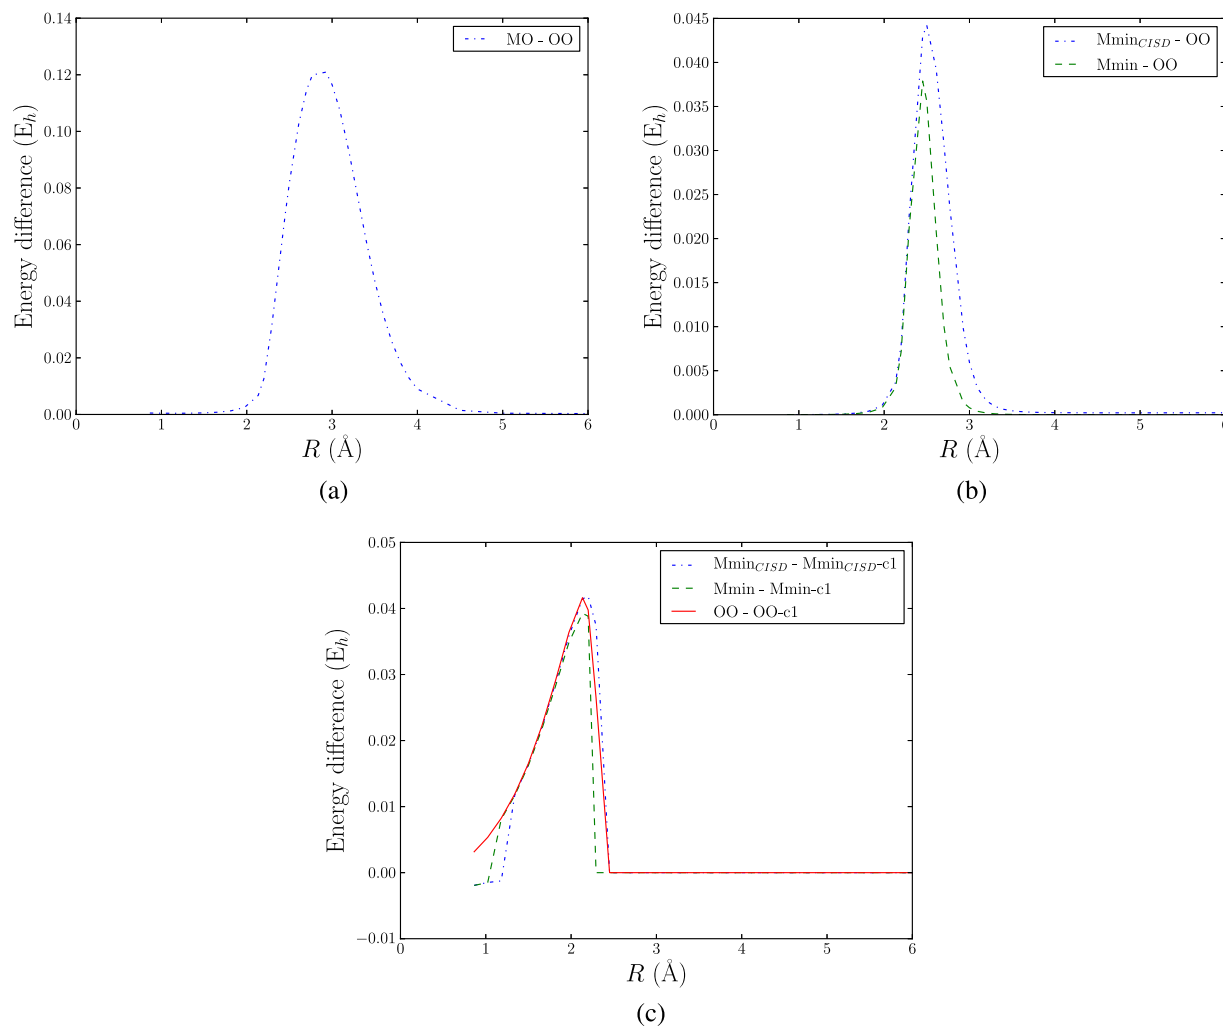 MO - OO
Energy difference (E_h)
0.14
0.12
0.10
0.08
0.06
0.04
0.02
0.00
0 1 2 3 4 5 6
R (Å)
(a)
Mmin_CISD - OO
Mmin - OO
Energy difference (E_h)
0.045
0.040
0.035
0.030
0.025
0.020
0.015
0.010
0.005
0.000
0 1 2 3 4 5 6
R (Å)
(b)
Mmin_CISD - Mmin_CISD-c1
Mmin - Mmin-c1
OO - OO-c1
Energy difference (E_h)
0.05
0.04
0.03
0.02
0.01
0.00
−0.01
0 1 2 3 4 5 6
R (Å)
(c)